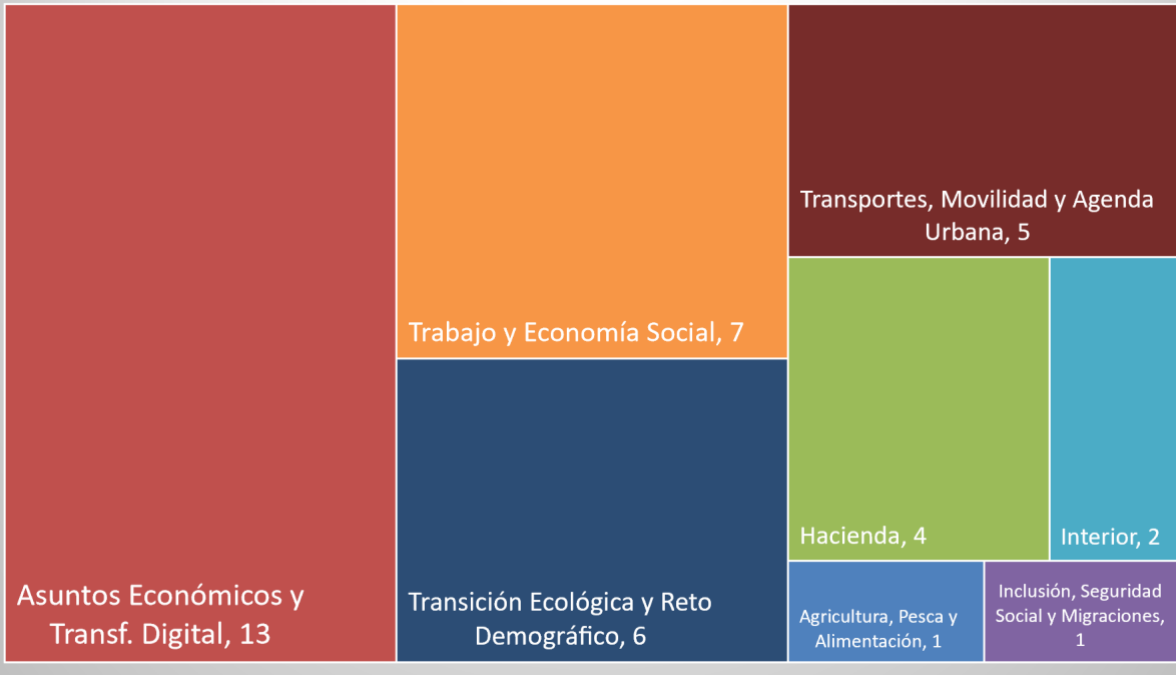 Asuntos Económicos y
Transf. Digital, 13
Trabajo y Economía Social, 7
Transición Ecológica y Reto
Demográfico, 6
Transportes, Movilidad y Agenda
Urbana, 5
Hacienda, 4
Interior, 2
Agricultura, Pesca y
Alimentación, 1
Inclusión, Seguridad
Social y Migraciones,
1